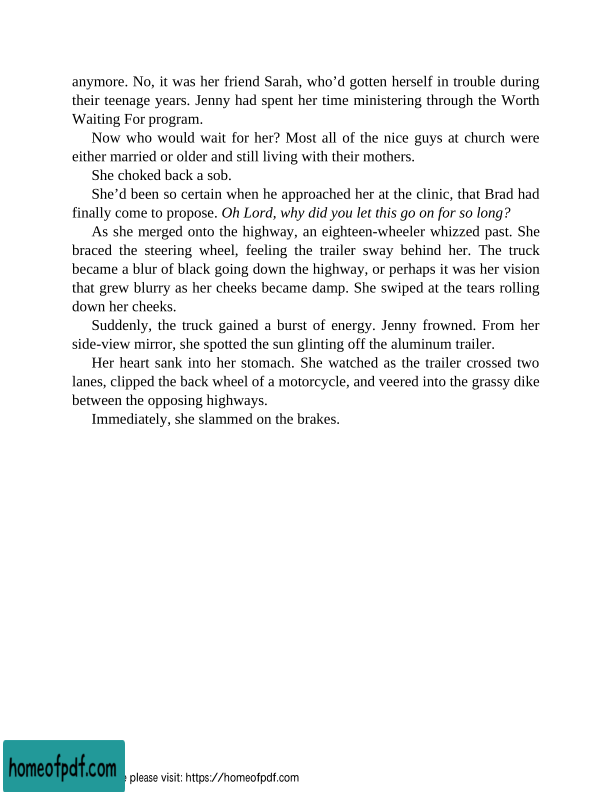 anymore. No, it was her friend Sarah, who’d gotten herself in trouble during
their teenage years. Jenny had spent her time ministering through the Worth
Waiting For program.
Now who would wait for her? Most all of the nice guys at church were
either married or older and still living with their mothers.
She choked back a sob.
She’d been so certain when he approached her at the clinic, that Brad had
finally come to propose. Oh Lord, why did you let this go on for so long?
As she merged onto the highway, an eighteen-wheeler whizzed past. She
braced the steering wheel, feeling the trailer sway behind her. The truck
became a blur of black going down the highway, or perhaps it was her vision
that grew blurry as her cheeks became damp. She swiped at the tears rolling
down her cheeks.
Suddenly, the truck gained a burst of energy. Jenny frowned. From her
side-view mirror, she spotted the sun glinting off the aluminum trailer.
Her heart sank into her stomach. She watched as the trailer crossed two
lanes, clipped the back wheel of a motorcycle, and veered into the grassy dike
between the opposing highways.
Immediately, she slammed on the brakes.
homeofpdf.com
please visit: https://homeofpdf.com